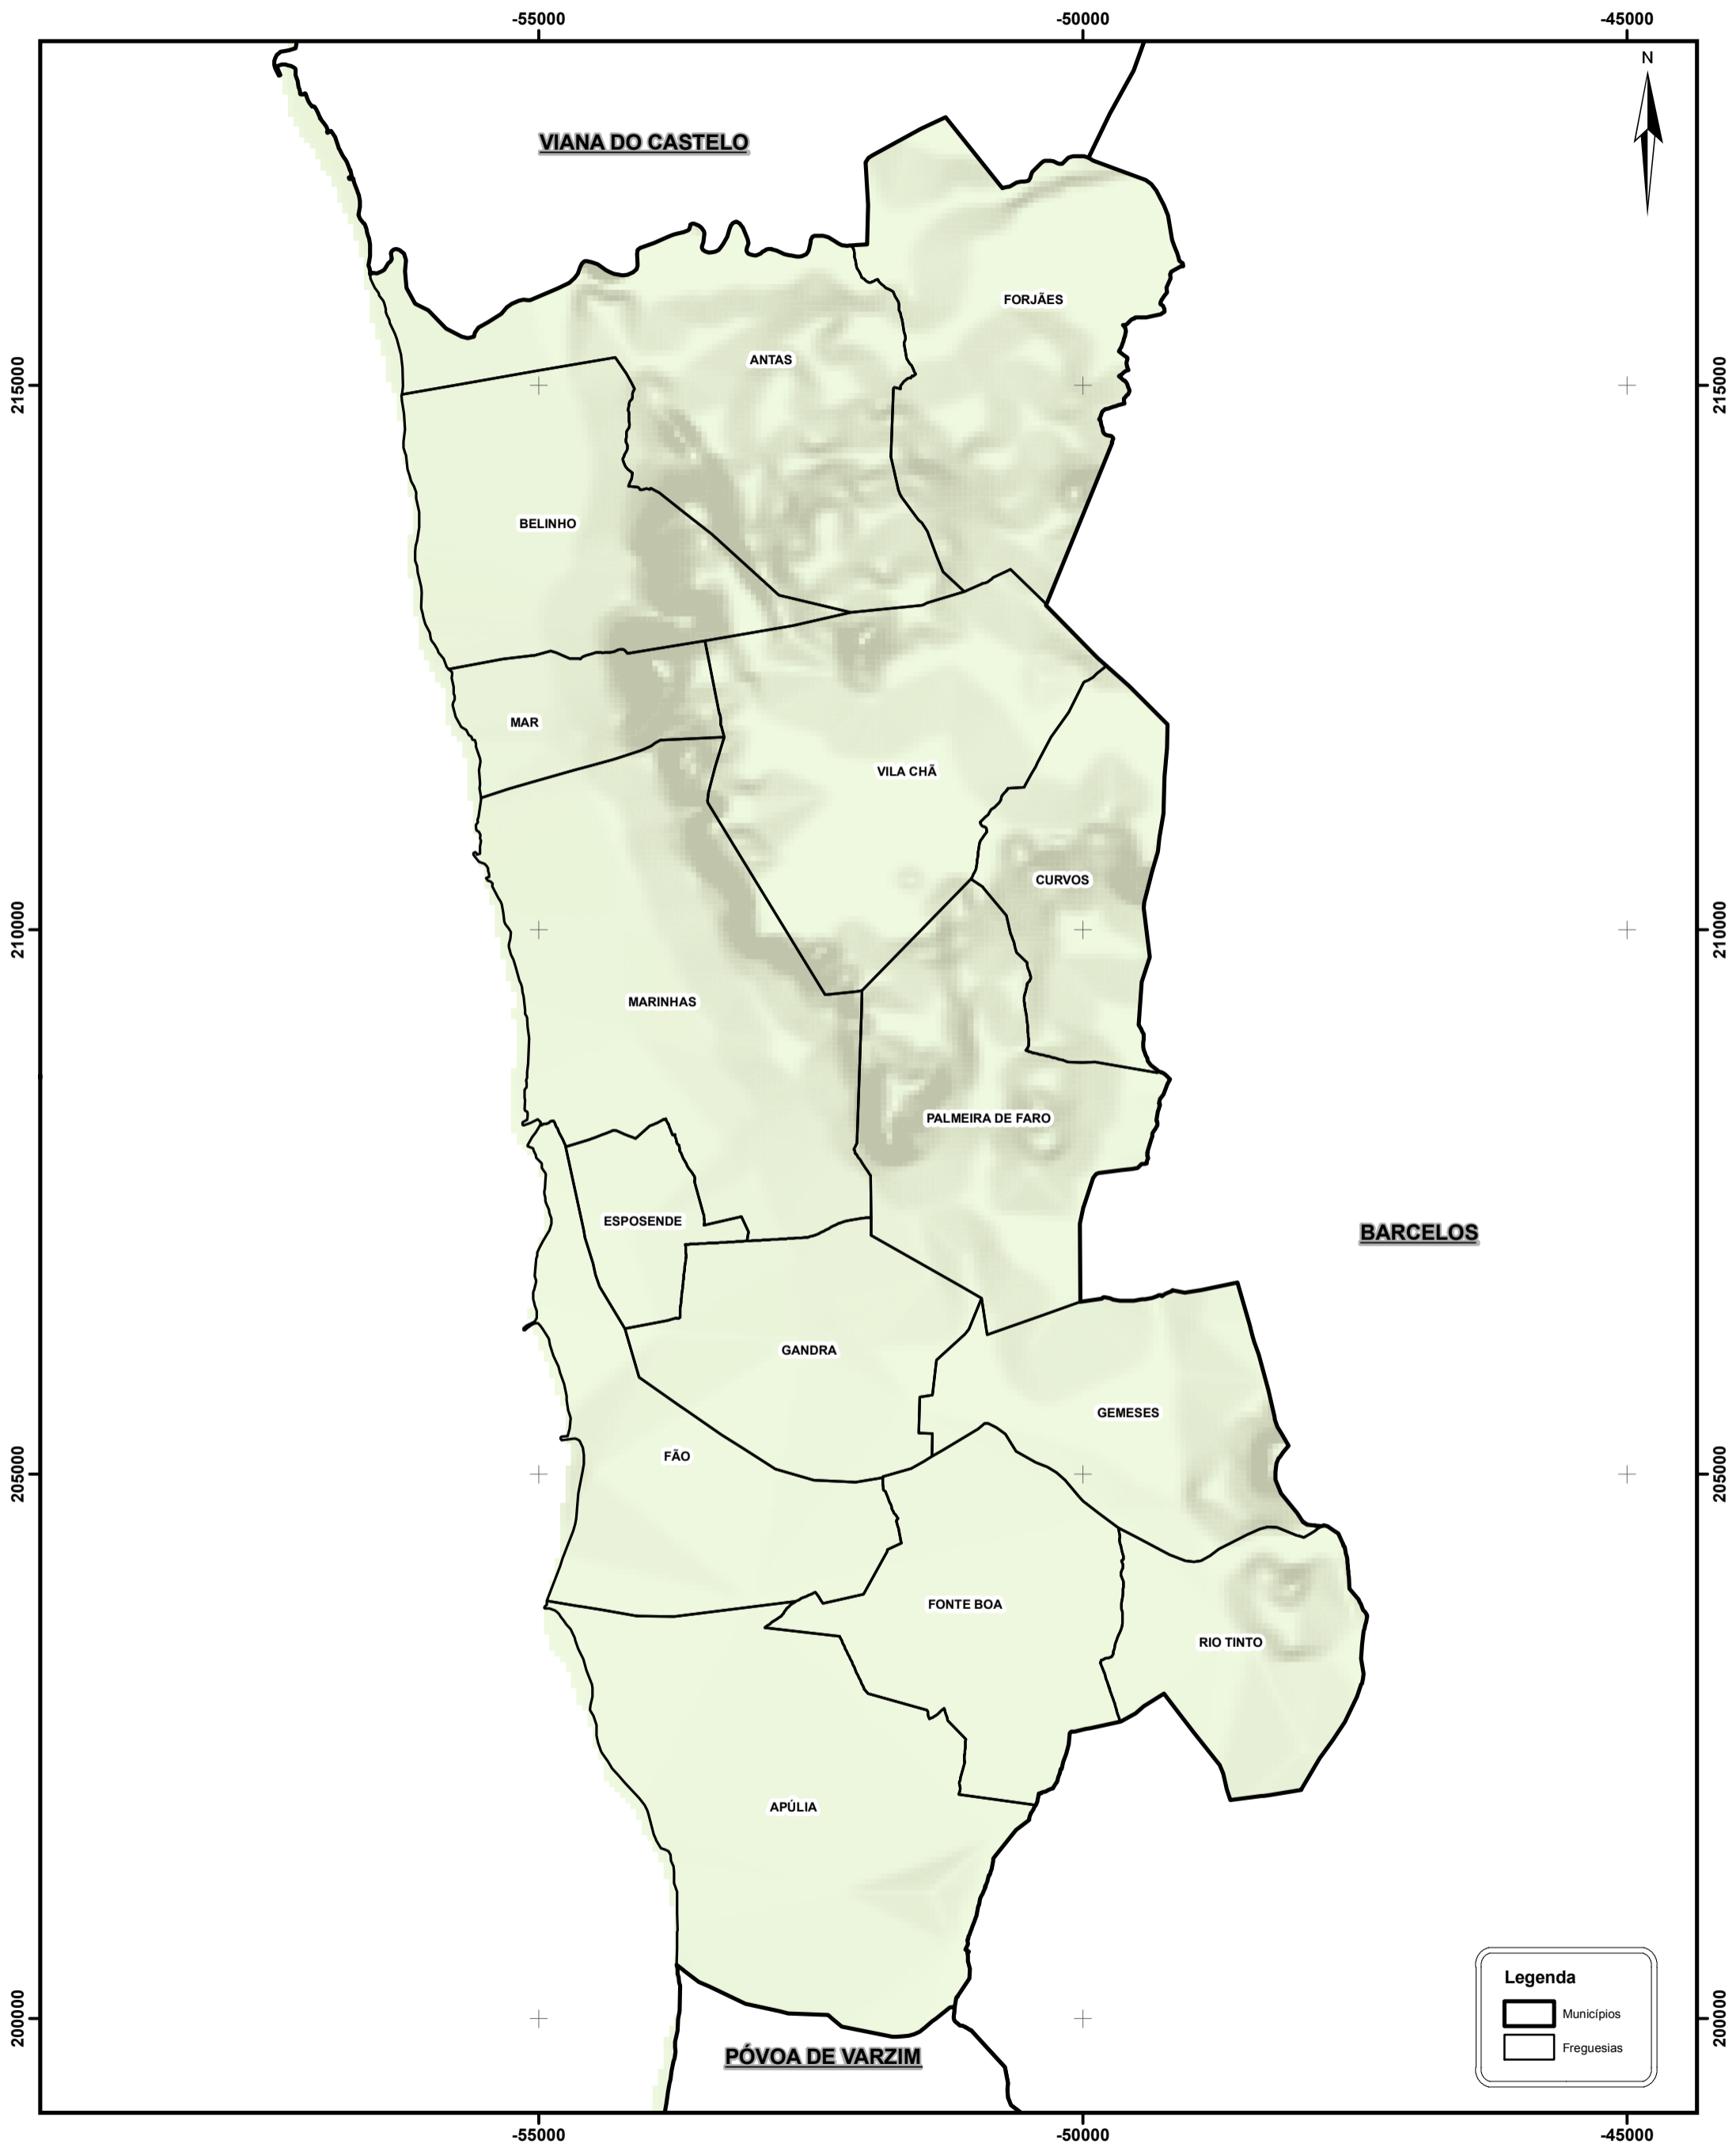 -55000
-50000
-45000
N
VIANA DO CASTELO
FORJÃES
ANTAS
215000
215000
BELINHO
MAR
VILA CHÃ
CURVOS
210000
210000
MARINHAS
PALMEIRA DE FARO
ESPOSENDE
BARCELOS
GANDRA
GEMESES
FÃO
205000
205000
FONTE BOA
RIO TINTO
APÚLIA
Legenda
Municípios
Freguesias
200000
200000
PÓVOA DE VARZIM
-55000
-50000
-45000